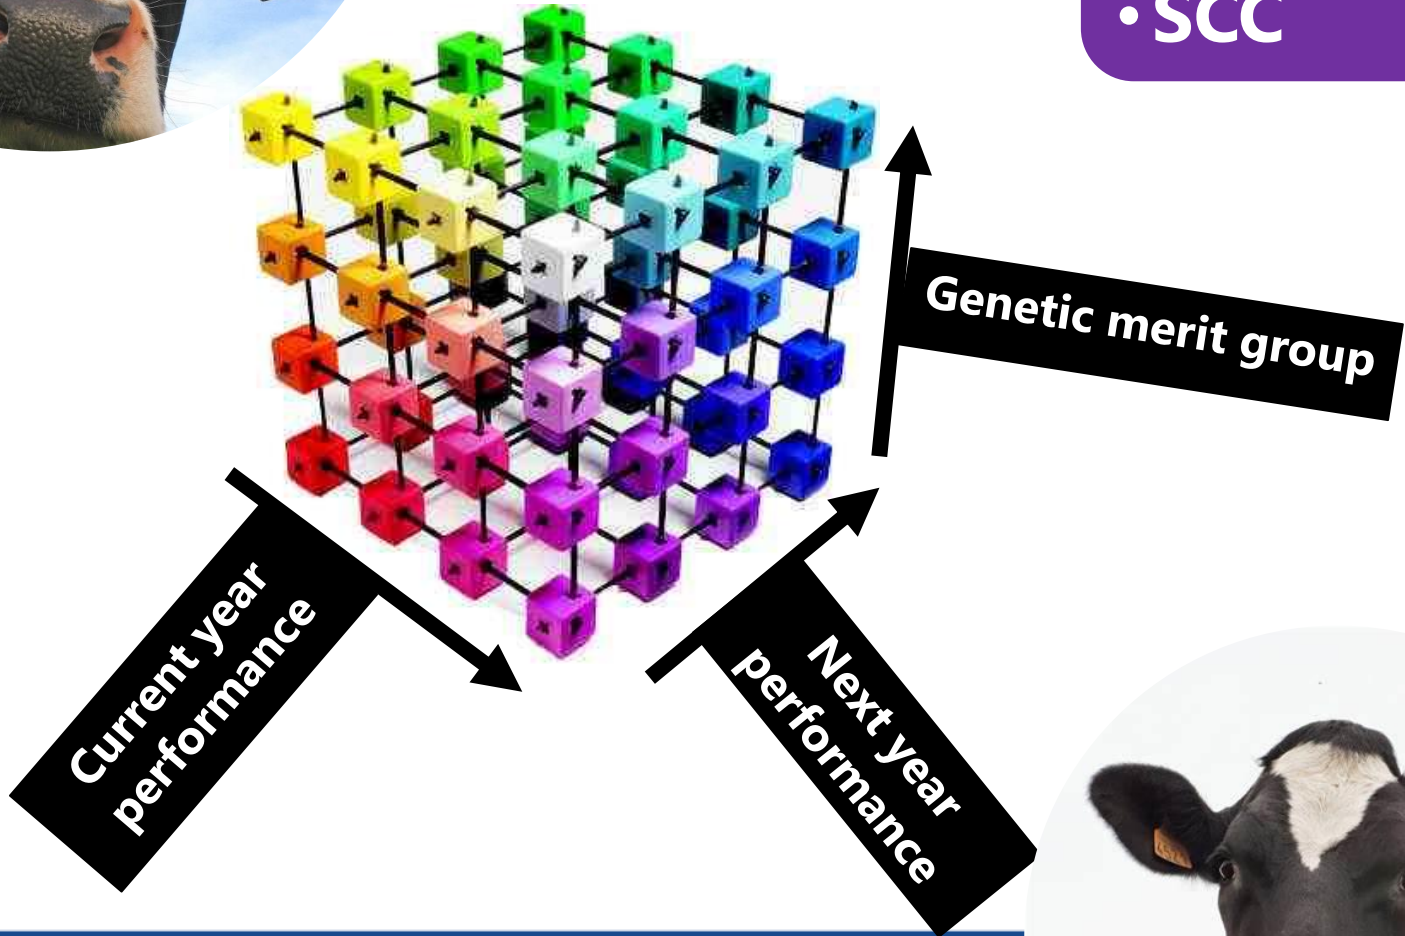 • SCC
Genetic merit group
Current year
performance
Next year
performance